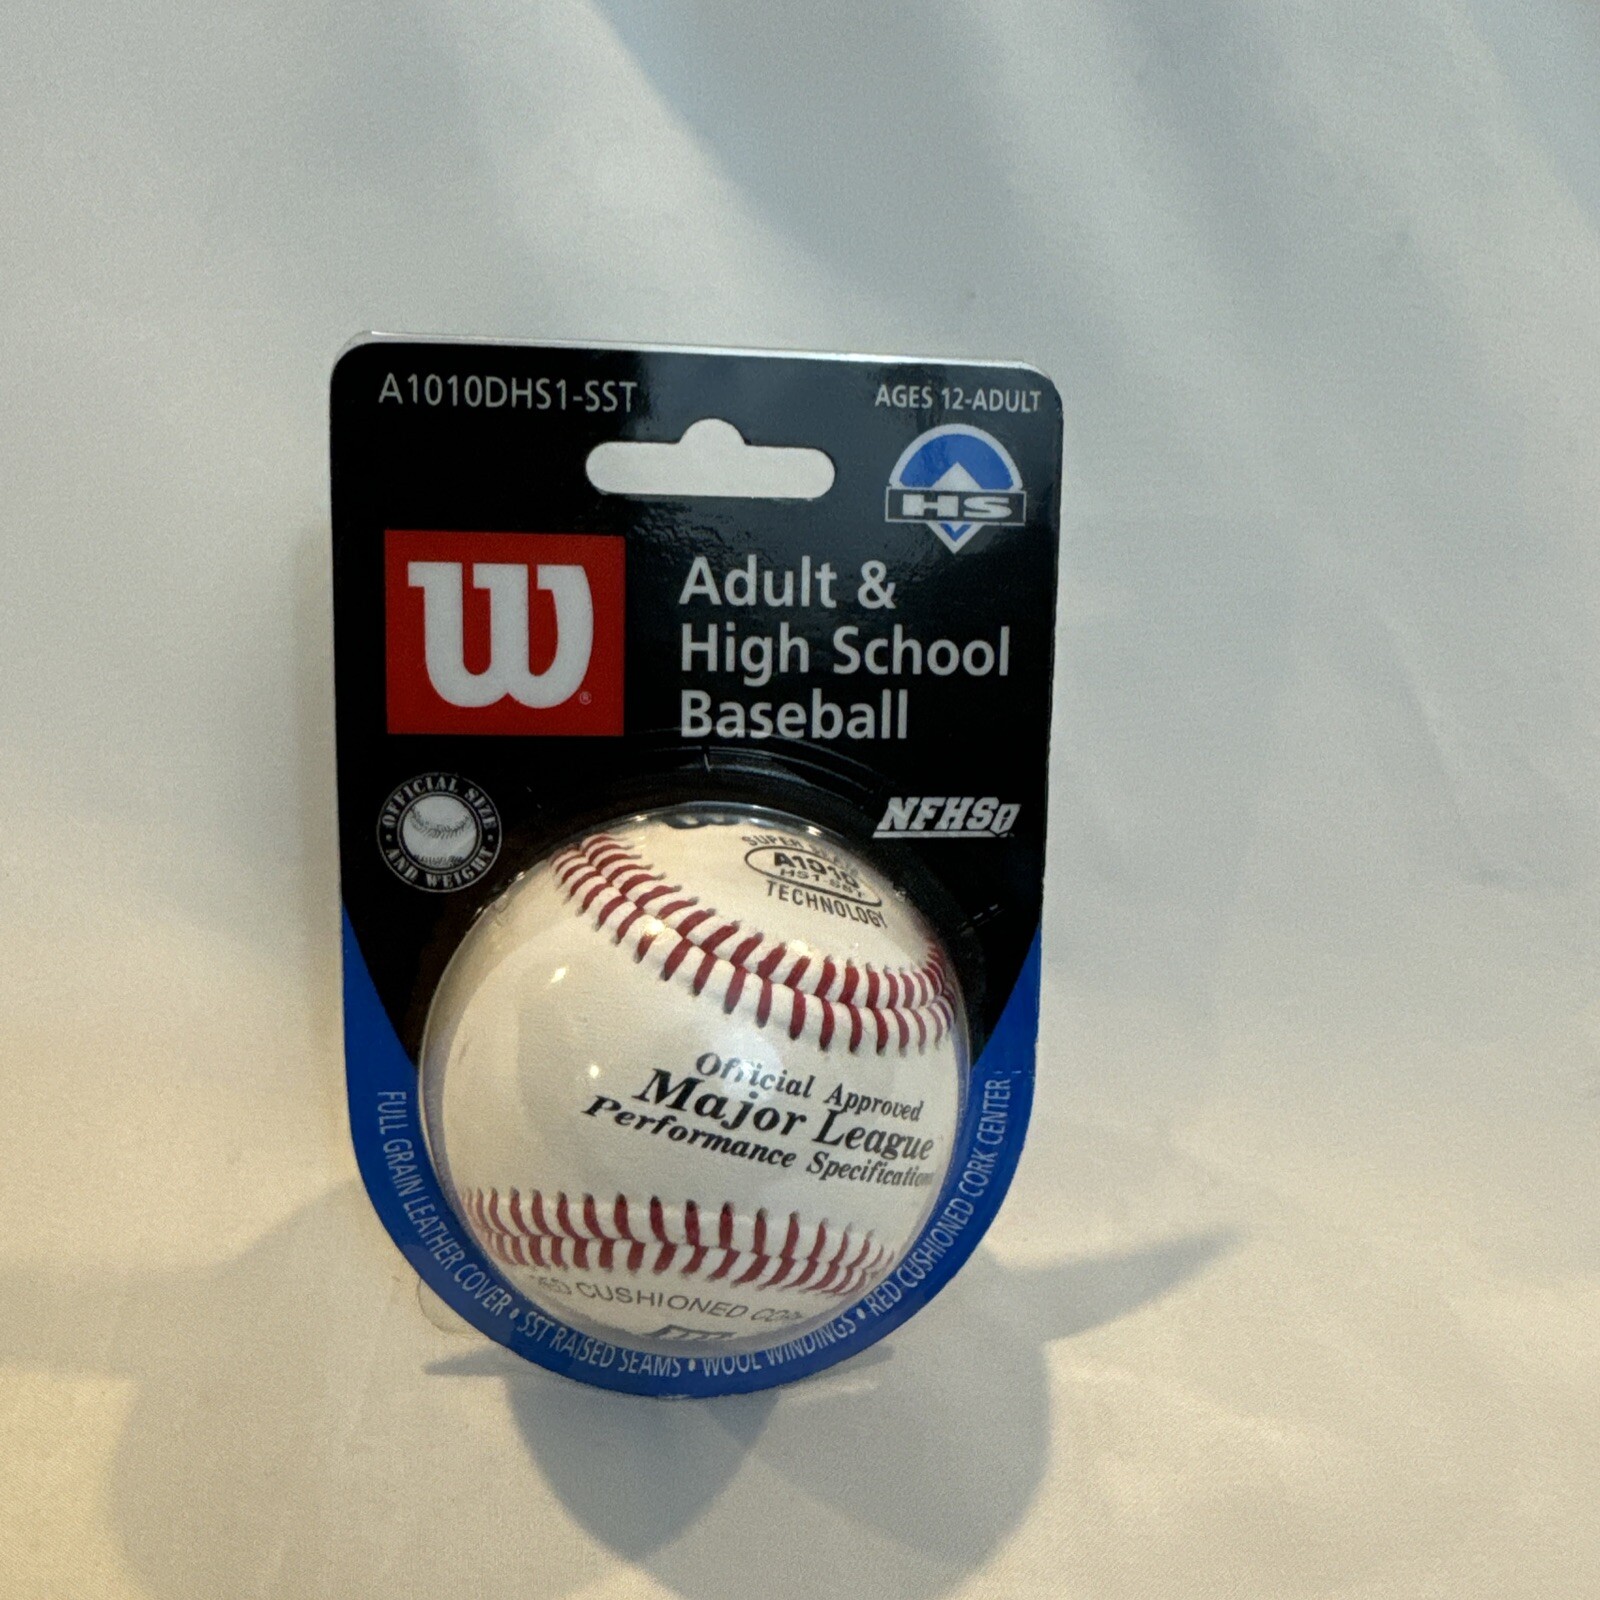 A1010DHS1-SST
AGES 12-ADULT
HS
W
Adult &
High School
Baseball
OFFICIAL SIZE
AND WEIGHT
NFHS
SUPER
A1010
HS1-SST
TECHNOLOGY
Official Approved
Major League
Performance Specifications
CUSHIONED
FULL GRAIN LEATHER COVER • SST RAISED SEAMS • WOOL WINDINGS • RED CUSHIONED CORK CENTER